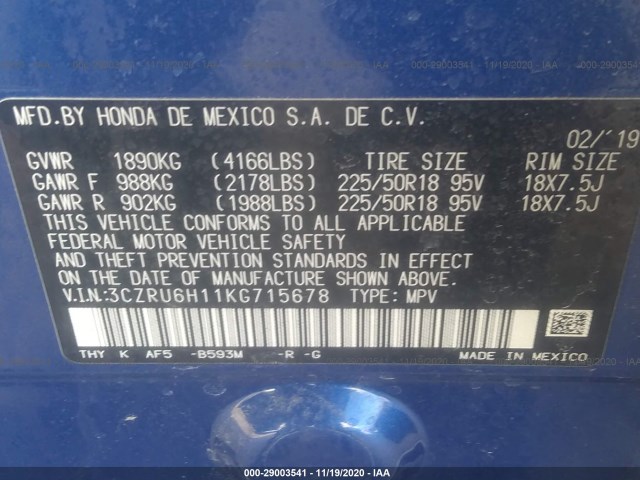 000-29003541 | 11/19/2020 | IAA
MFD.BY HONDA DE MEXICO S.A. DE C.V.
02/'19
GVWR 1890KG (4166LBS) TIRE SIZE RIM SIZE
GAWR F 988KG (2178LBS) 225/50R18 95V 18X7.5J
GAWR R 902KG (1988LBS) 225/50R18 95V 18X7.5J
THIS VEHICLE CONFORMS TO ALL APPLICABLE
FEDERAL MOTOR VEHICLE SAFETY
AND THEFT PREVENTION STANDARDS IN EFFECT
ON THE DATE OF MANUFACTURE SHOWN ABOVE.
V.I.N:3CZRU6H11KG715678 TYPE: MPV
THY K AF5 -B593M -R -G MADE IN MEXICO
000-29003541 | 11/19/2020 | IAA